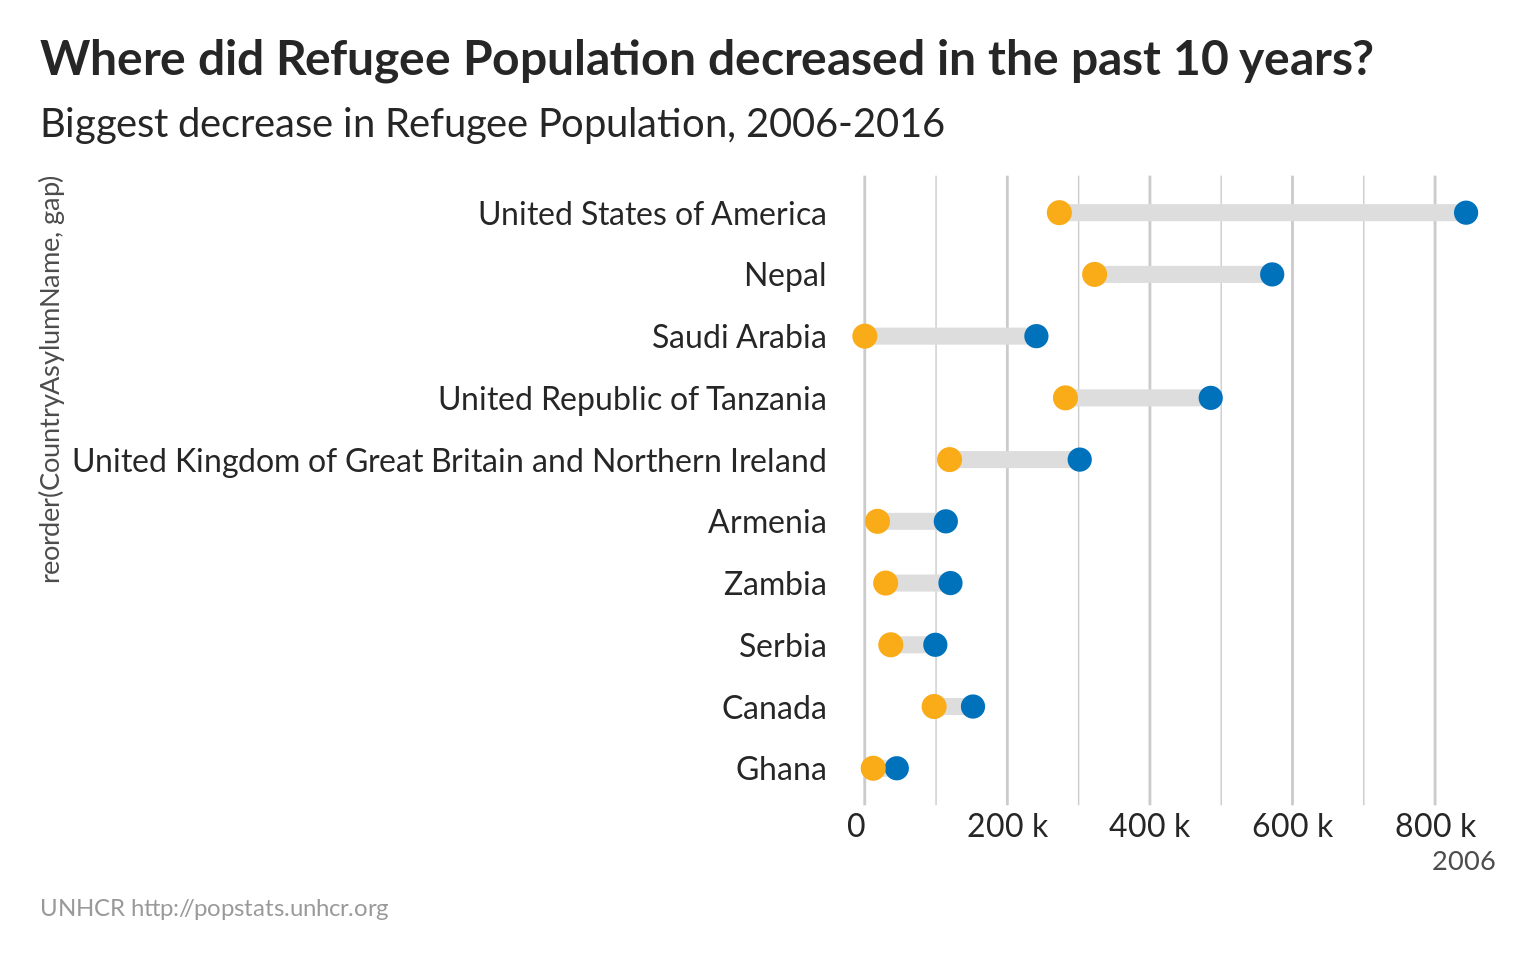 Where did Refugee Population decreased in the past 10 years?
Biggest decrease in Refugee Population, 2006-2016
reorder(CountryAsylumName, gap)
United States of America
Nepal
Saudi Arabia
United Republic of Tanzania
United Kingdom of Great Britain and Northern Ireland
Armenia
Zambia
Serbia
Canada
Ghana
0 200 k 400 k 600 k 800 k
2006
UNHCR http://popstats.unhcr.org